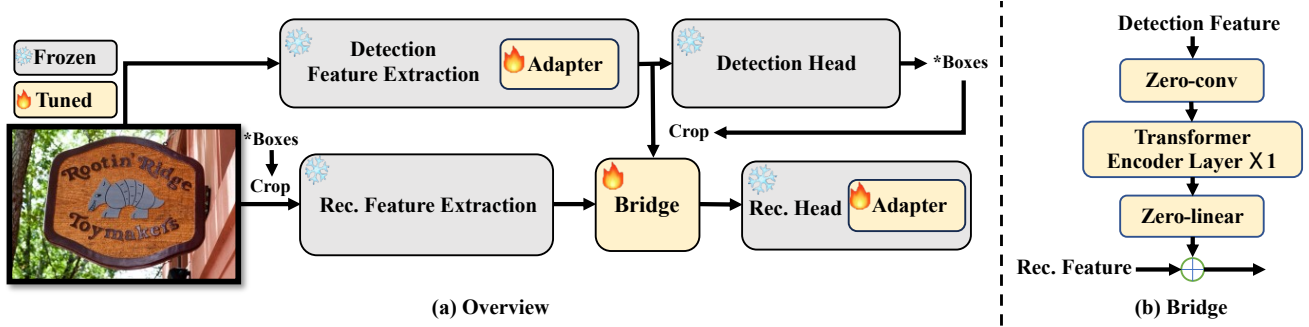 Frozen
Tuned
Detection
Feature Extraction
Adapter
Detection Head
*Boxes
Crop
*Boxes
Crop
Rootin' Ridge
Toymakers
Rec. Feature Extraction
Bridge
Rec. Head
Adapter
(a) Overview
Detection Feature
Zero-conv
Transformer
Encoder Layer X 1
Zero-linear
Rec. Feature
(b) Bridge